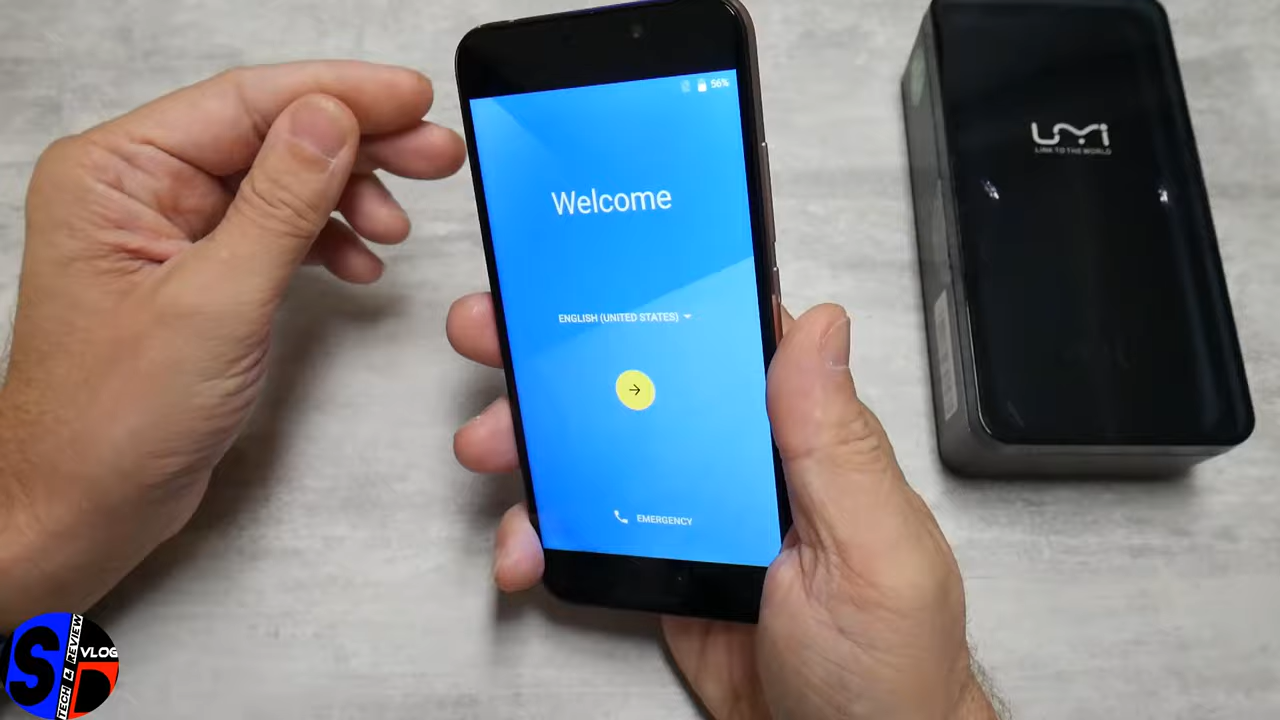 56%
Welcome
ENGLISH (UNITED STATES)
EMERGENCY
UMi
LINK TO THE WORLD
SD
TECH & REVIEW
VLOG